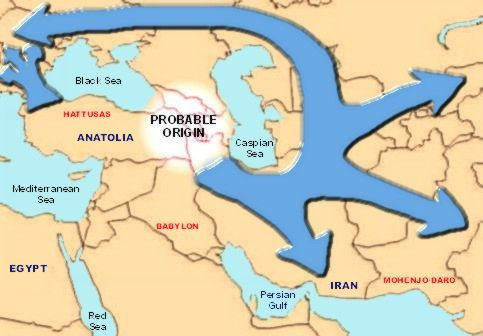 Black Sea
HATTUSAS
PROBABLE
ORIGIN
ANATOLIA
Caspian
Sea
Mediterranean
Sea
BABYLON
EGYPT
IRAN
MOHENJO-DARO
Persian
Gulf
Red
Sea